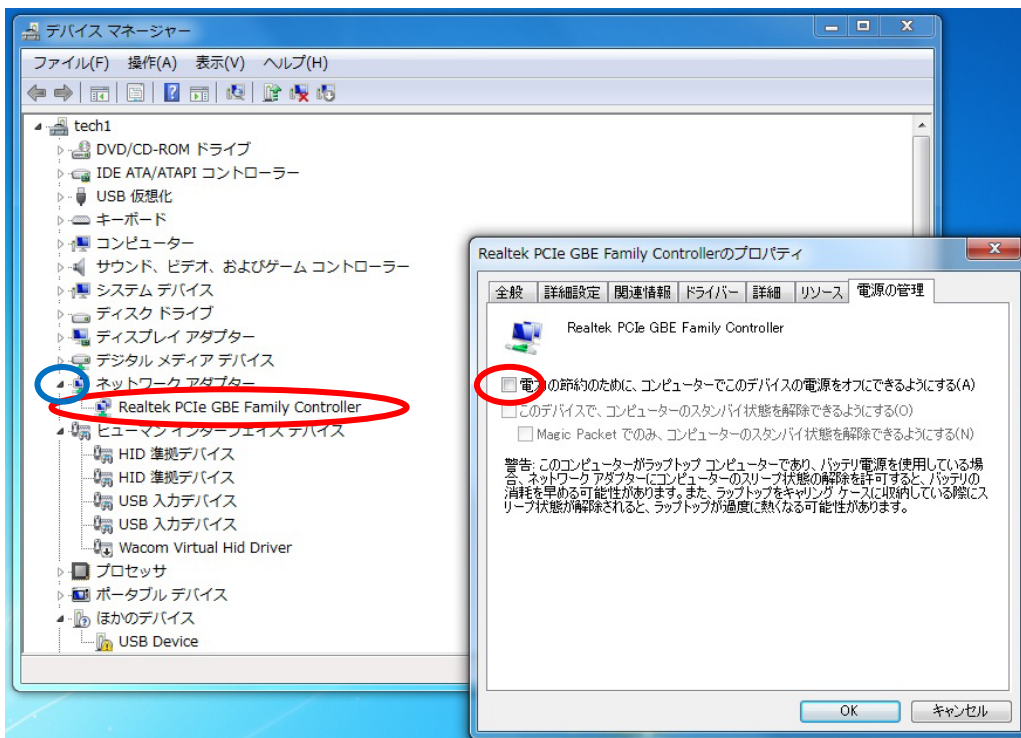 デバイス マネージャー
ファイル(F) 操作(A) 表示(V) ヘルプ(H)
tech1
DVD/CD-ROM ドライブ
IDE ATA/ATAPI コントローラー
USB 仮想化
キーボード
コンピューター
サウンド、ビデオ、およびゲーム コントローラー
システム デバイス
ディスク ドライブ
ディスプレイ アダプター
デジタル メディア デバイス
ネットワーク アダプター
Realtek PCIe GBE Family Controller
ヒューマン インターフェイス デバイス
HID 準拠デバイス
HID 準拠デバイス
USB 入力デバイス
USB 入力デバイス
Wacom Virtual Hid Driver
プロセッサ
ポータブル デバイス
ほかのデバイス
USB Device
Realtek PCIe GBE Family Controllerのプロパティ
全般 詳細設定 関連情報 ドライバー 詳細 リソース 電源の管理
Realtek PCIe GBE Family Controller
電力の節約のために、コンピューターでこのデバイスの電源をオフにできるようにする(A)
このデバイスで、コンピューターのスタンバイ状態を解除できるようにする(O)
Magic Packet でのみ、コンピューターのスタンバイ状態を解除できるようにする(N)
警告: このコンピューターがラップトップ コンピューターであり、バッテリ電源を使用している場
合、ネットワーク アダプターにコンピューターのスリープ状態の解除を許可すると、バッテリの
消耗を早める可能性があります。また、ラップトップをキャリング ケースに収納している際にス
リープ状態が解除されると、ラップトップが過度に熱くなる可能性があります。
OK キャンセル